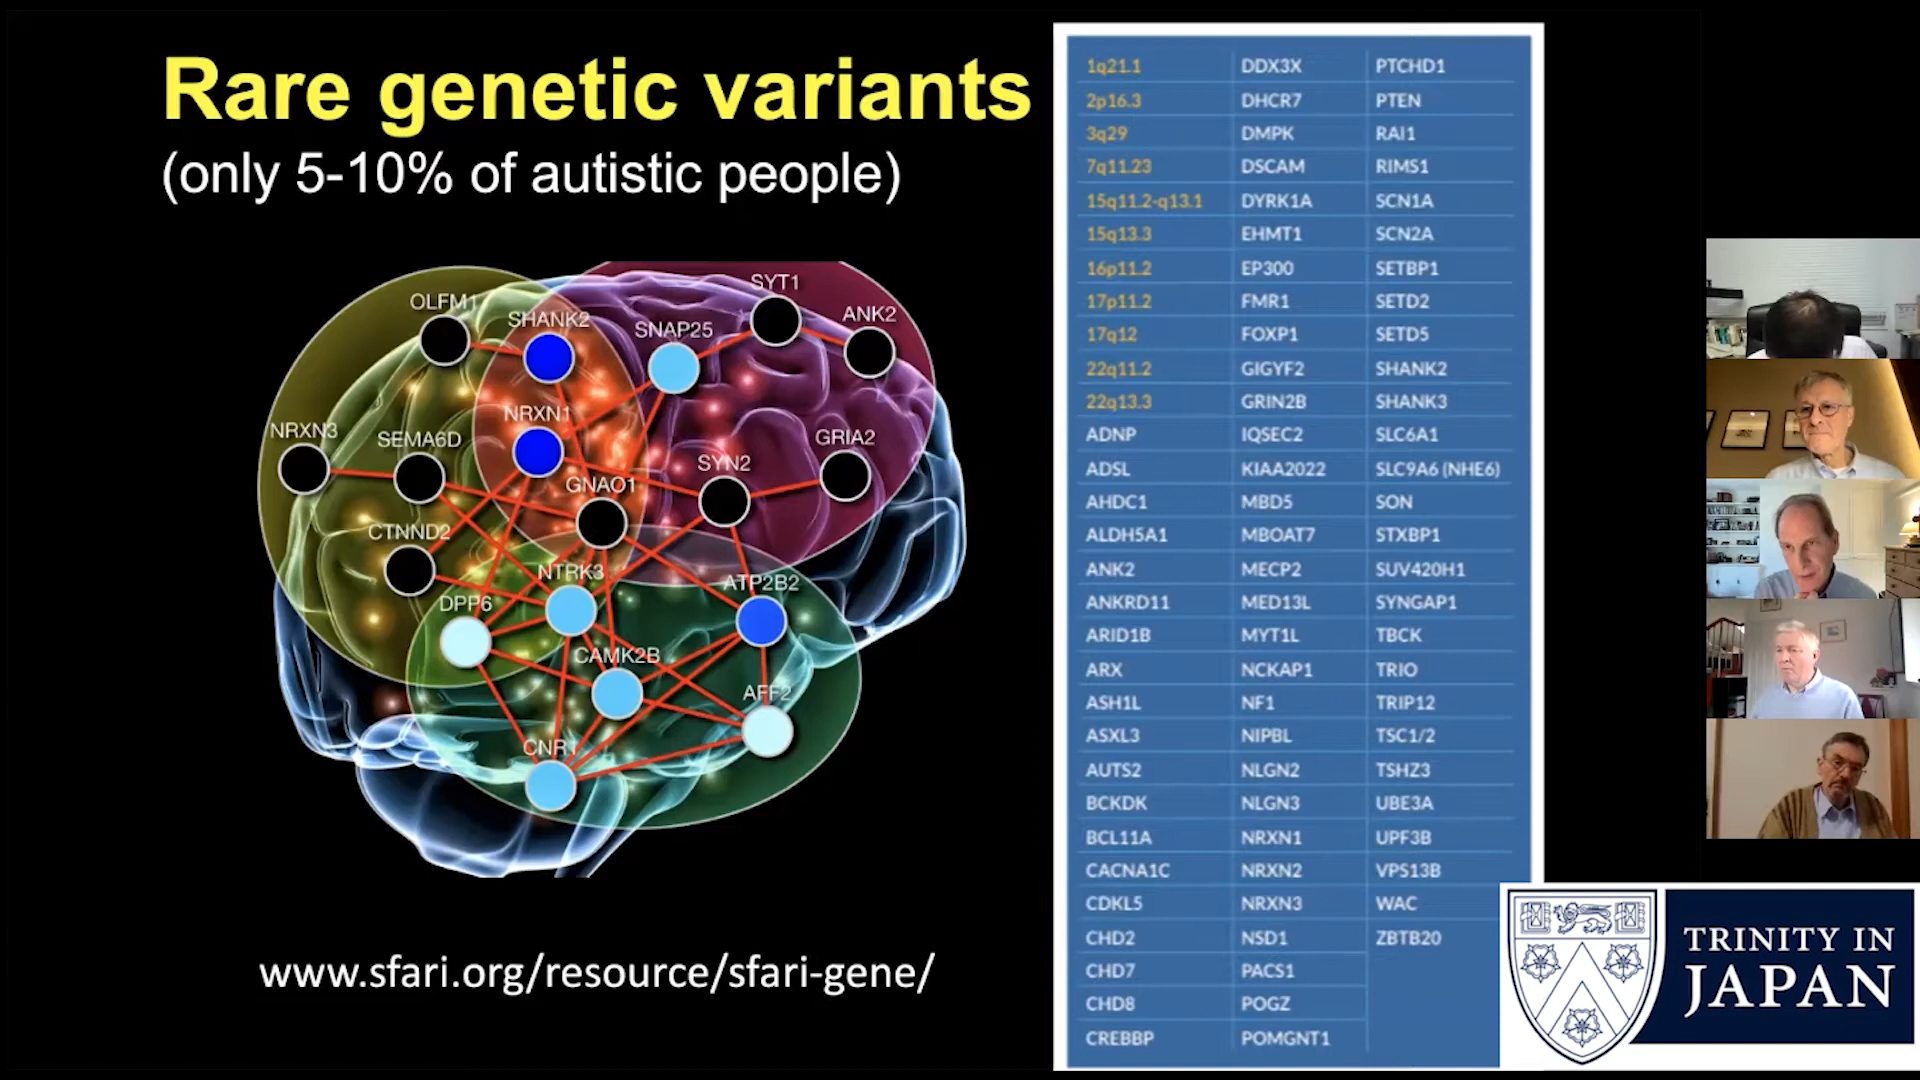 Rare genetic variants
(only 5-10% of autistic people)
OLFM1
SHANK2
SNAP25
SYT1
ANK2
NRXN3
SEMA6D
NRXN1
GNAO1
SYN2
GRIA2
CTNND2
DPP6
NTRK3
ATP2B2
CAMK2B
AFF2
CNR1
www.sfari.org/resource/sfari-gene/
1q21.1 DDX3X PTCHD1
2p16.3 DHCR7 PTEN
3q29 DMPK RAI1
7q11.23 DSCAM RIMS1
15q11.2-q13.1 DYRK1A SCN1A
15q13.3 EHMT1 SCN2A
16p11.2 EP300 SETBP1
17p11.2 FMR1 SETD2
17q12 FOXP1 SETD5
22q11.2 GIGYF2 SHANK2
22q13.3 GRIN2B SHANK3
ADNP IQSEC2 SLC6A1
ADSL KIAA2022 SLC9A6 (NHE6)
AHDC1 MBD5 SON
ALDH5A1 MBOAT7 STXBP1
ANK2 MECP2 SUV420H1
ANKRD11 MED13L SYNGAP1
ARID1B MYT1L TBCK
ARX NCKAP1 TRIO
ASH1L NF1 TRIP12
ASXL3 NIPBL TSC1/2
AUTS2 NLGN2 TSHZ3
BCKDK NLGN3 UBE3A
BCL11A NRXN1 UPF3B
CACNA1C NRXN2 VPS13B
CDKL5 NRXN3 WAC
CHD2 NSD1 ZBTB20
CHD7 PACS1
CHD8 POGZ
CREBBP POMGNT1
TRINITY IN
JAPAN